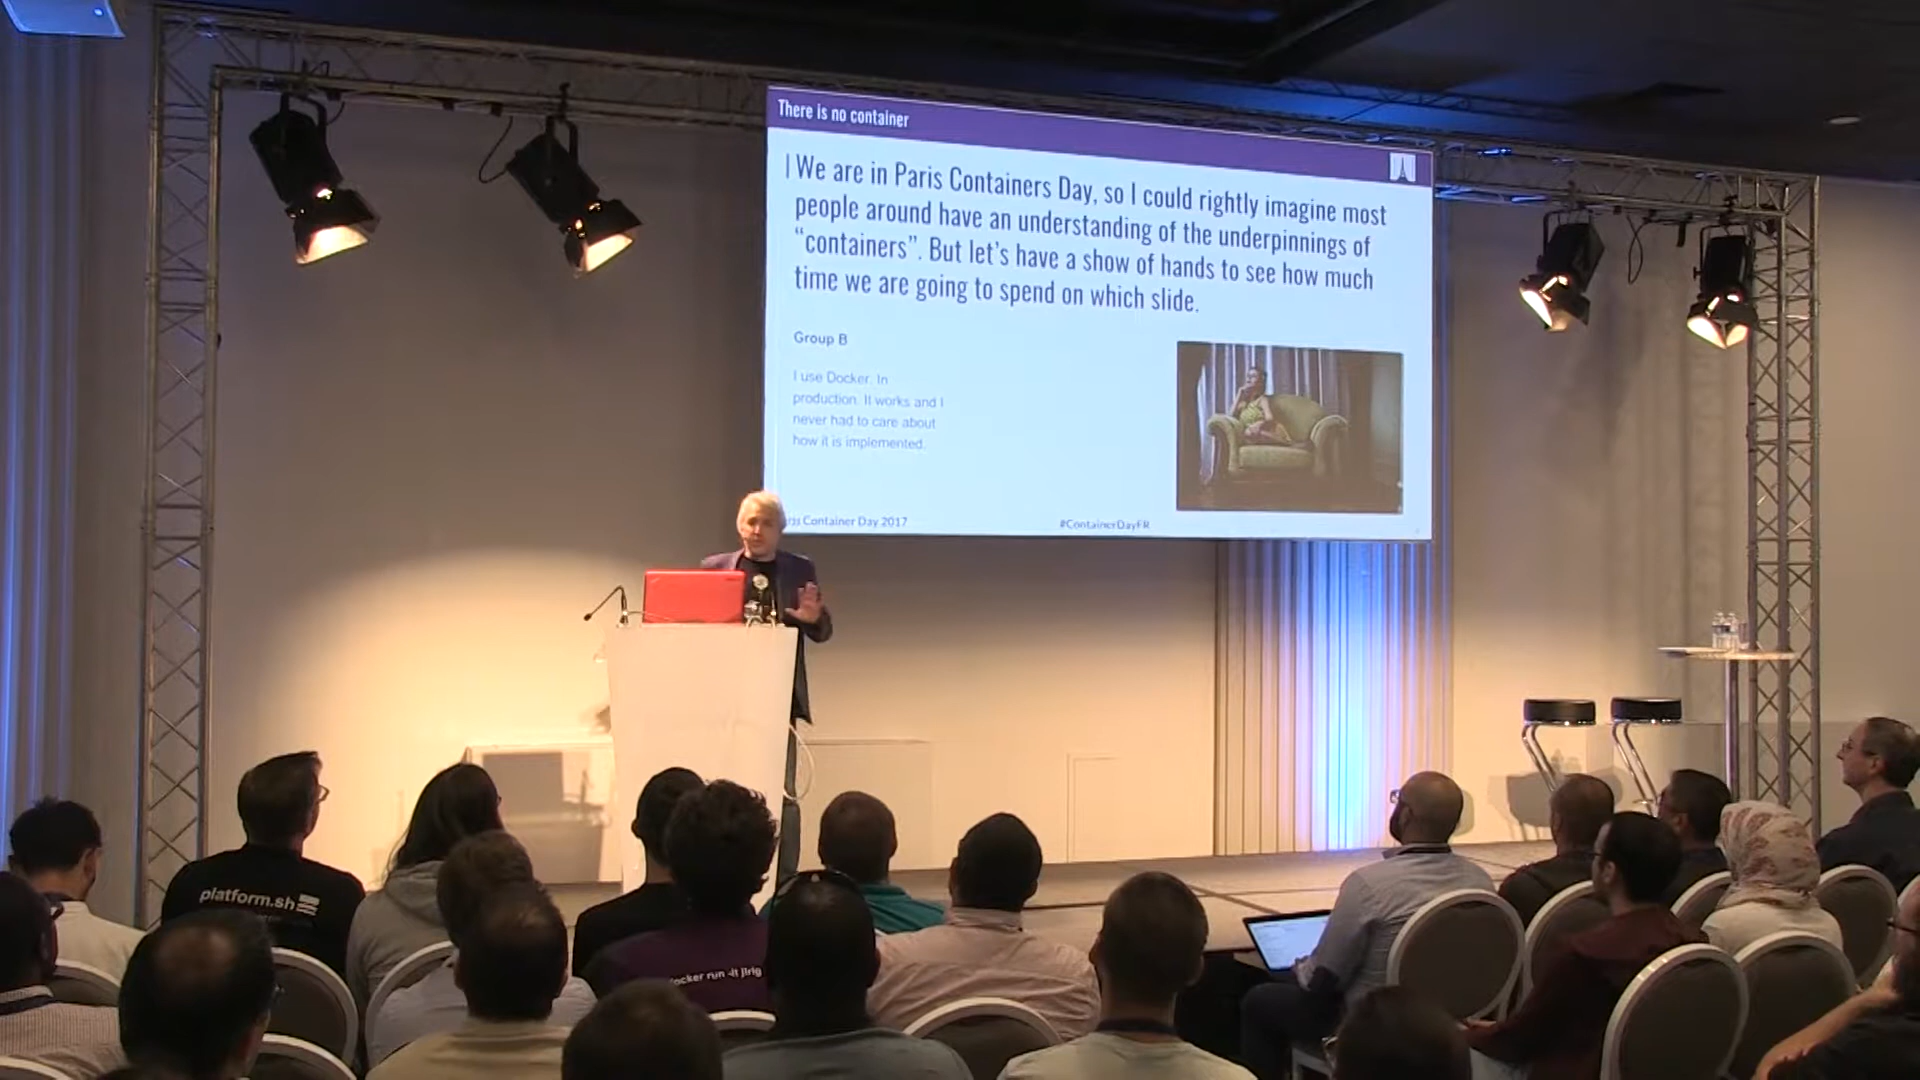 There is no container
We are in Paris Containers Day, so I could rightly imagine most
people around have an understanding of the underpinnings of
“containers”. But let’s have a show of hands to see how much
time we are going to spend on which slide.
Group B
I use Docker. In
production. It works and I
never had to care about
how it is implemented.
Container Day 2017
#ContainerDayFR
platform.sh
run -it jlrig